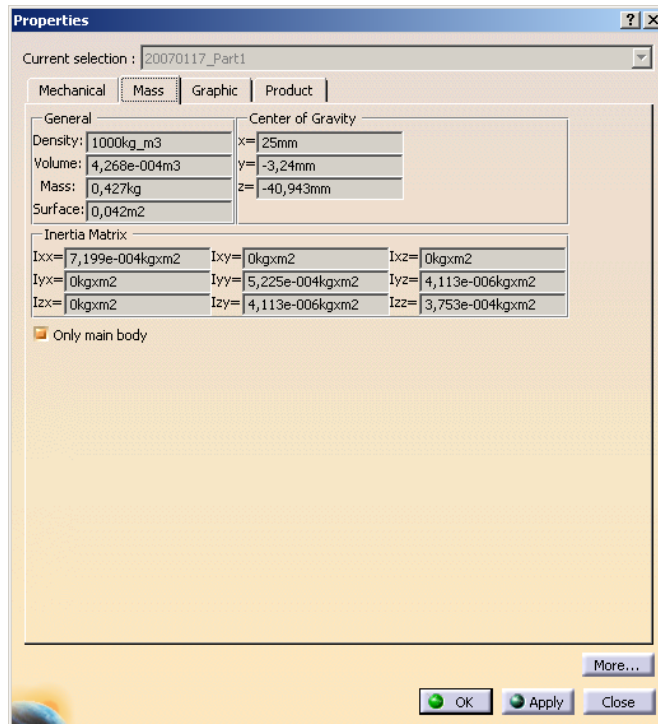 Properties
Current selection : 20070117_Part1
Mechanical Mass Graphic Product
General
Density: 1000kg_m3
Volume: 4,268e-004m3
Mass: 0,427kg
Surface: 0,042m2
Center of Gravity
x= 25mm
y= -3,24mm
z= -40,943mm
Inertia Matrix
Ixx= 7,199e-004kgxm2 Ixy= 0kgxm2 Ixz= 0kgxm2
Iyx= 0kgxm2 Iyy= 5,225e-004kgxm2 Iyz= 4,113e-006kgxm2
Izx= 0kgxm2 Izy= 4,113e-006kgxm2 Izz= 3,753e-004kgxm2
Only main body
More...
OK Apply Close